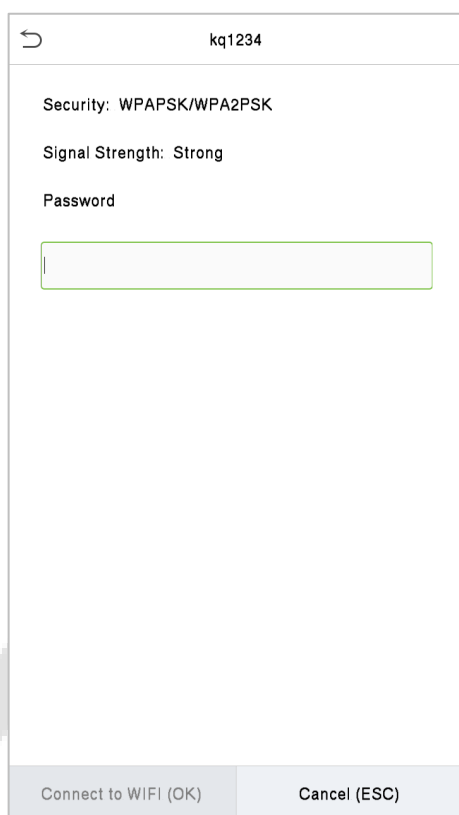 kq1234
Security: WPAPSK/WPA2PSK
Signal Strength: Strong
Password
Connect to WIFI (OK)
Cancel (ESC)